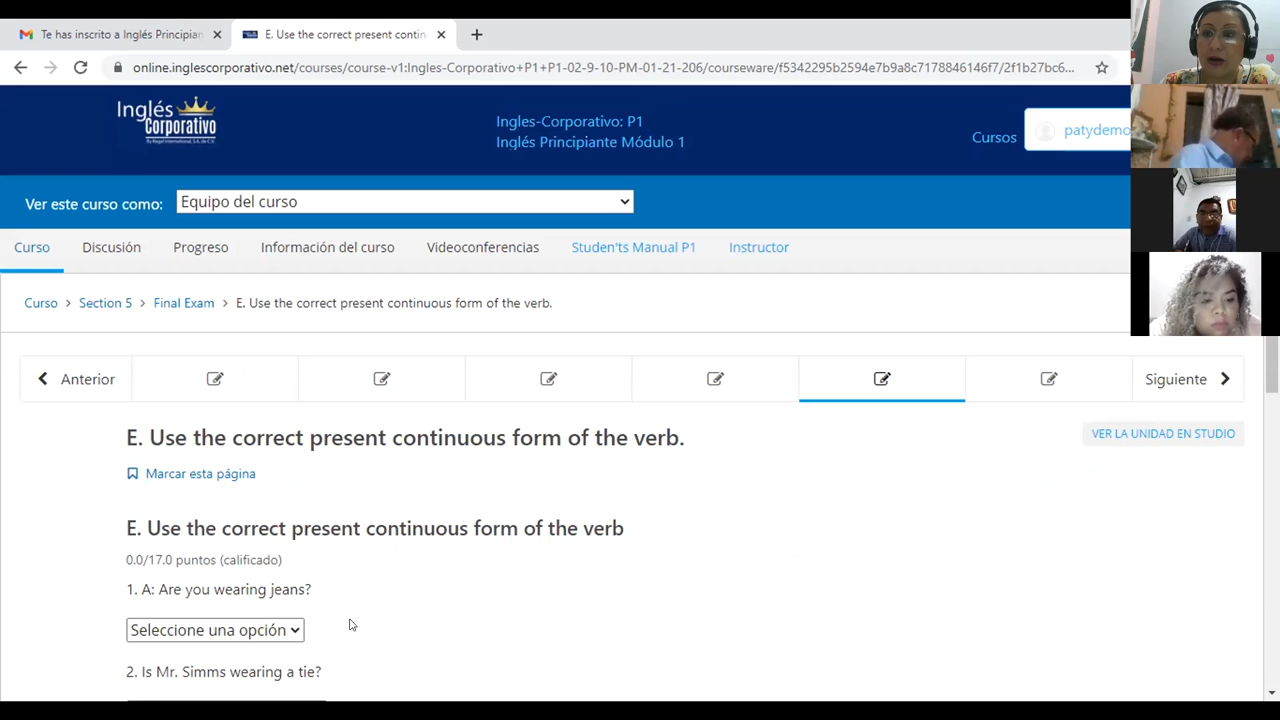 Te has inscrito a Inglés Principian
E. Use the correct present contin
online.inglescorporativo.net/courses/course-v1:Ingles-Corporativo+P1+P1-02-9-10-PM-01-21-206/courseware/f5342295b2594e7b9a8c7178846146f7/2f1b27bc6...
Inglés
Corporativo
By Regal International, S.A. de C.V.
Ingles-Corporativo: P1
Inglés Principiante Módulo 1
Cursos
patydemo
Ver este curso como:
Equipo del curso
Curso
Discusión
Progreso
Información del curso
Videoconferencias
Studen'ts Manual P1
Instructor
Curso > Section 5 > Final Exam > E. Use the correct present continuous form of the verb.
Anterior
Siguiente
E. Use the correct present continuous form of the verb.
VER LA UNIDAD EN STUDIO
Marcar esta página
E. Use the correct present continuous form of the verb
0.0/17.0 puntos (calificado)
1. A: Are you wearing jeans?
Seleccione una opción
2. Is Mr. Simms wearing a tie?